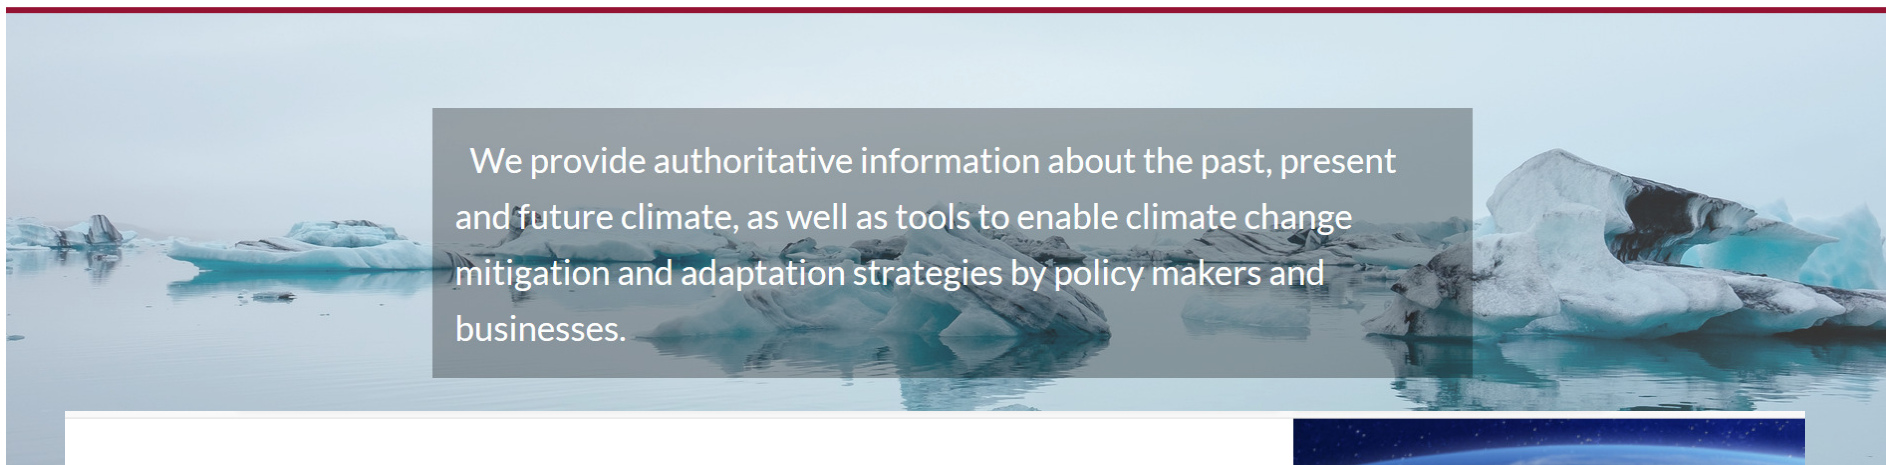 We provide authoritative information about the past, present
and future climate, as well as tools to enable climate change
mitigation and adaptation strategies by policy makers and
businesses.